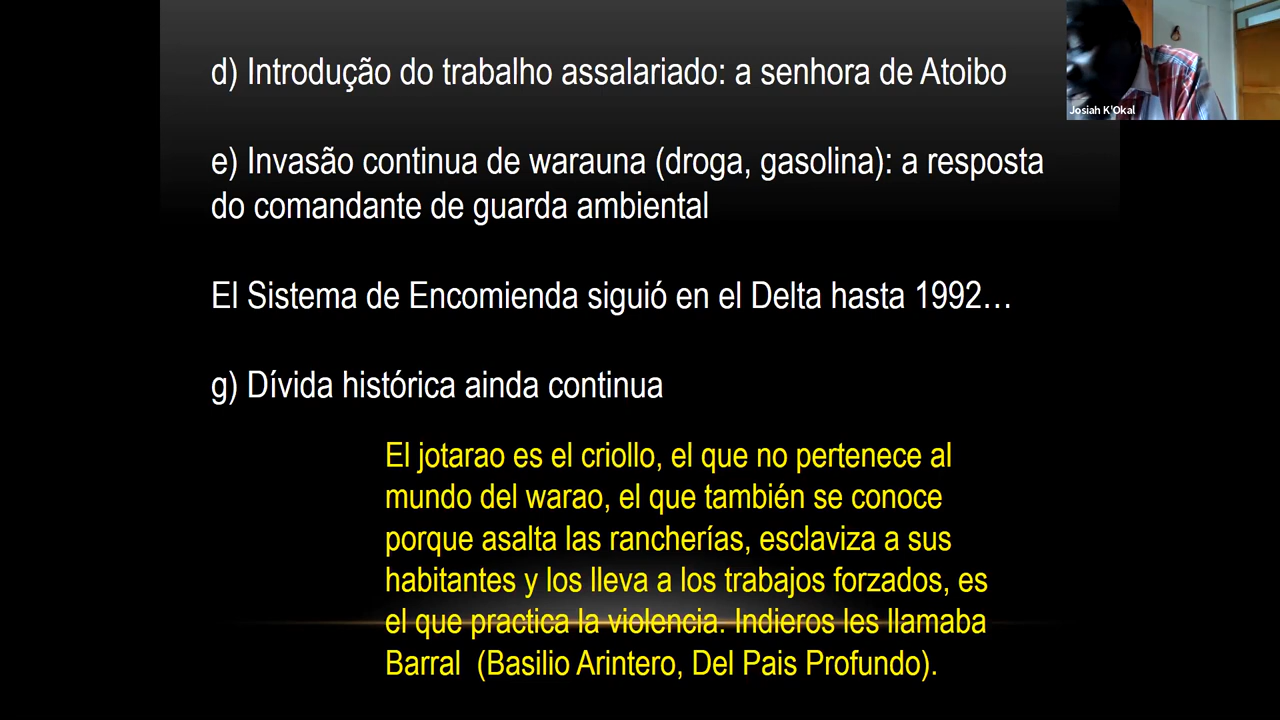 d) Introdução do trabalho assalariado: a senhora de Atoibo
Josiah K'Okal
e) Invasão continua de warauna (droga, gasolina): a resposta
do comandante de guarda ambiental
El Sistema de Encomienda siguió en el Delta hasta 1992…
g) Dívida histórica ainda continua
El jotarao es el criollo, el que no pertenece al
mundo del warao, el que también se conoce
porque asalta las rancherías, esclaviza a sus
habitantes y los lleva a los trabajos forzados, es
el que practica la violencia. Indieros les llamaba
Barral (Basilio Arintero, Del Pais Profundo).